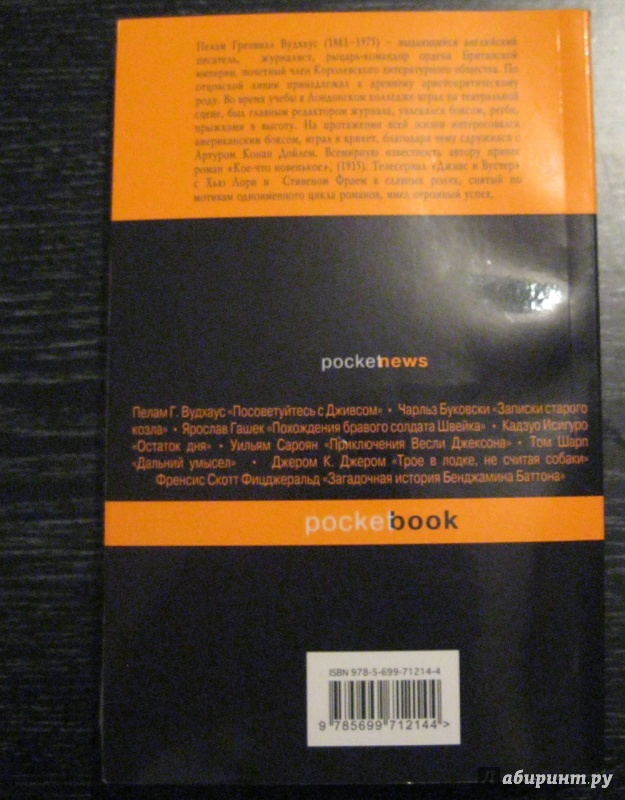 Пелам Гренвилл Вудхаус (1881–1975) – выдающийся английский
писатель, журналист, рыцарь-командор ордена Британской
империи, почетный член Королевского литературного общества. По
отцовской линии принадлежал к древнему аристократическому
роду. Во время учебы в Лондонском колледже играл на театральной
сцене, был главным редактором журнала, увлекался боксом, регби,
прыжками в высоту. На протяжении всей жизни интересовался
американским боксом, играл в крикет, благодаря чему сдружился с
Артуром Конан Дойлем. Всемирную известность автору принес
роман «Кое-что новенькое», (1915). Телесериал «Дживс и Вустер»
с Хью Лори и Стивеном Фраем в главных ролях, снятый по
мотивам одноименного цикла романов, имел огромный успех.
pocketnews
Пелам Г. Вудхаус «Посоветуйтесь с Дживсом» • Чарльз Буковски «Записки старого
козла» • Ярослав Гашек «Похождения бравого солдата Швейка» • Кадзуо Исигуро
«Остаток дня» • Уильям Сароян «Приключения Весли Джексона» • Том Шарп
«Дальний умысел» • Джером К. Джером «Трое в лодке, не считая собаки»
Френсис Скотт Фицджеральд «Загадочная история Бенджамина Баттона»
pocketbook
ISBN 978-5-699-71214-4
9 785699 712144 >
абиринт.ру